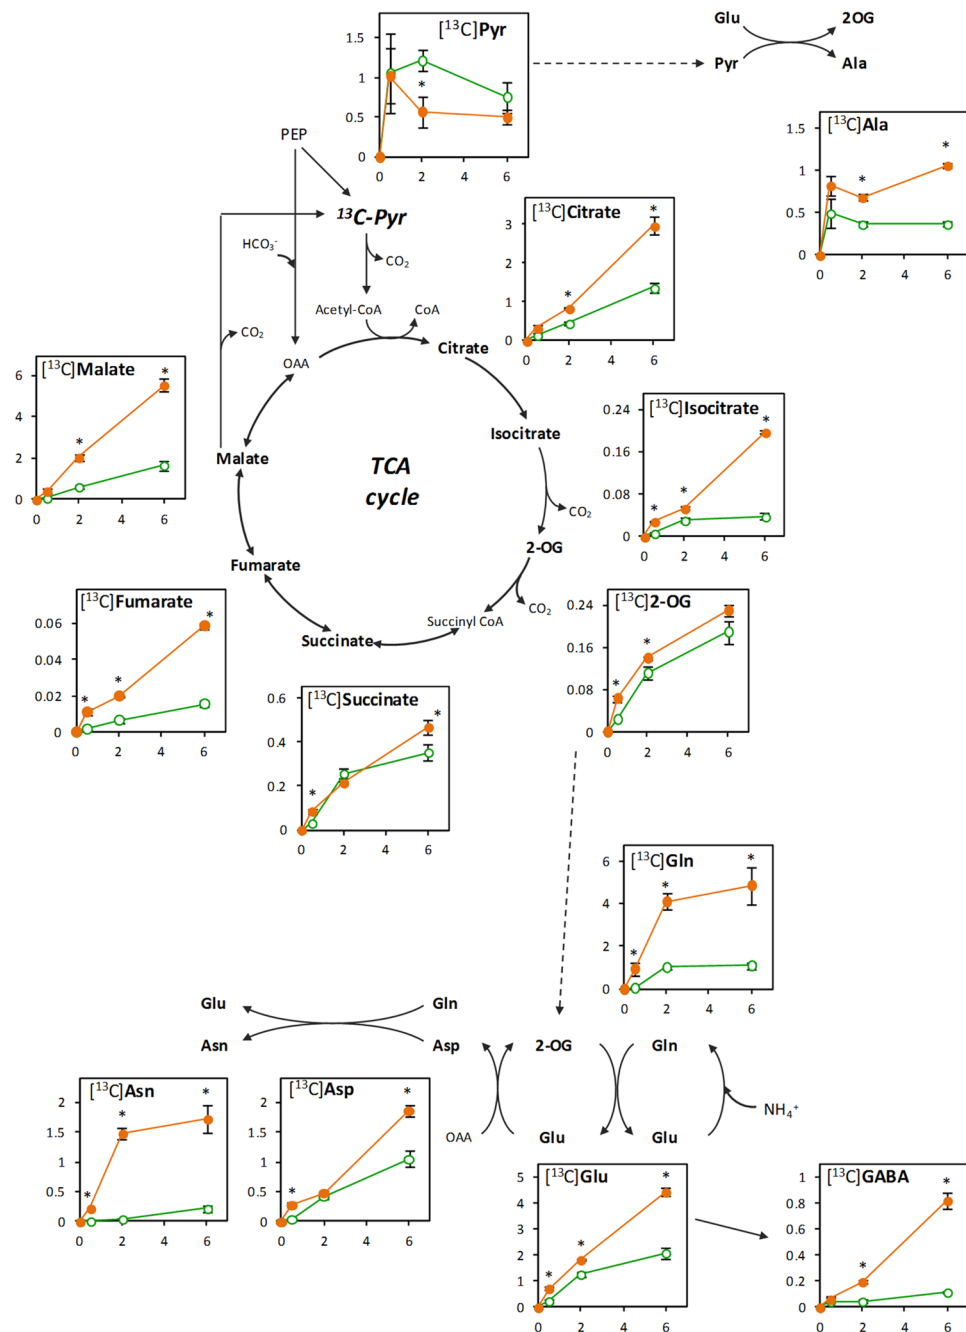 [¹³C]Pyr
1.5
1
0.5
0
0 2 4 6
*
Glu 2OG
Pyr Ala
[¹³C]Ala
1.5
1
0.5
0
0 2 4 6
* *
PEP
¹³C-Pyr
HCO₃⁻
CO₂
Acetyl-CoA CoA
CO₂
OAA
Citrate
[¹³C]Citrate
3
2
1
0
0 2 4 6
* *
[¹³C]Malate
6
4
2
0
0 2 4 6
* *
Malate
TCA
cycle
Isocitrate
[¹³C]Isocitrate
0.24
0.16
0.08
0
0 2 4 6
* * *
CO₂
2-OG
Fumarate
CO₂
Succinyl CoA
Succinate
[¹³C]Fumarate
0.06
0.04
0.02
0
0 2 4 6
* * *
[¹³C]2-OG
0.24
0.16
0.08
0
0 2 4 6
* *
[¹³C]Succinate
0.6
0.4
0.2
0
0 2 4 6
* *
[¹³C]Gln
6
4
2
0
0 2 4 6
* * *
Glu Gln
Asn Asp
2-OG Gln
NH₄⁺
OAA Glu Glu
[¹³C]Asn
2
1.5
1
0.5
0
0 2 4 6
* * *
[¹³C]Asp
2
1.5
1
0.5
0
0 2 4 6
* *
[¹³C]Glu
5
4
3
2
1
0
0 2 4 6
* * *
[¹³C]GABA
1
0.8
0.6
0.4
0.2
0
0 2 4 6
* *